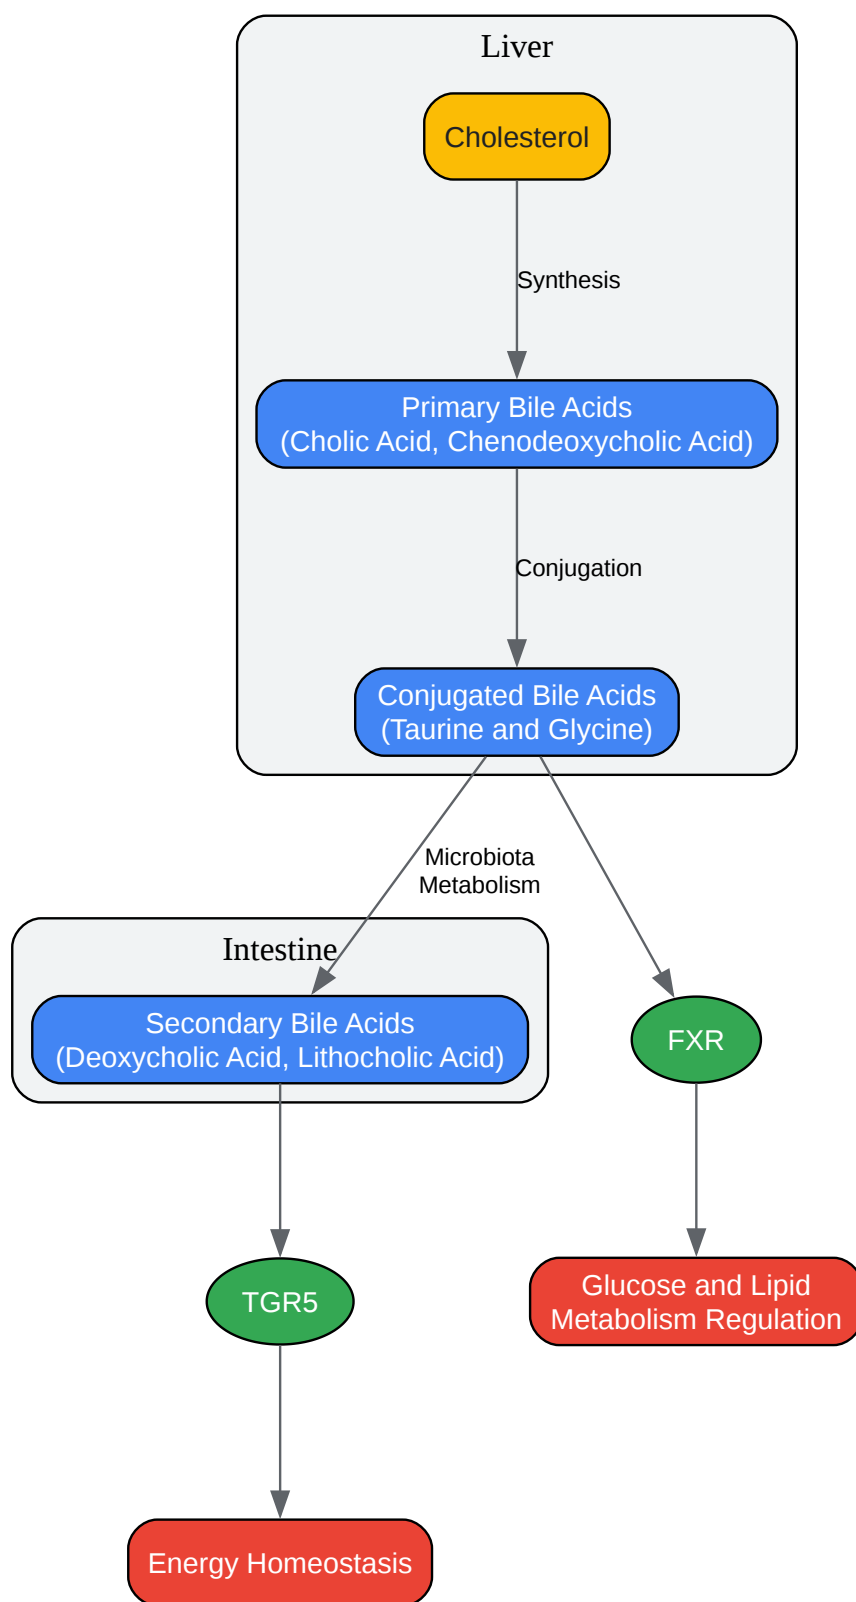 Liver
Cholesterol
Synthesis
Primary Bile Acids
(Cholic Acid, Chenodeoxycholic Acid)
Conjugation
Conjugated Bile Acids
(Taurine and Glycine)
Microbiota
Metabolism
Intestine
Secondary Bile Acids
(Deoxycholic Acid, Lithocholic Acid)
FXR
TGR5
Glucose and Lipid
Metabolism Regulation
Energy Homeostasis